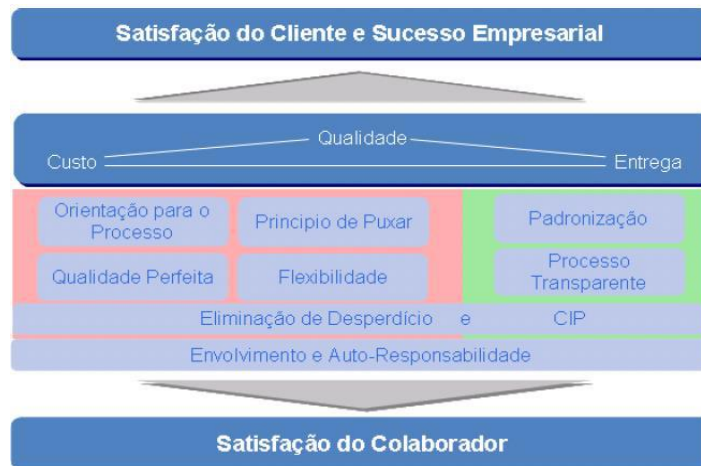 Satisfação do Cliente e Sucesso Empresarial
Qualidade
Custo
Entrega
Orientação para o
Processo
Principio de Puxar
Padronização
Qualidade Perfeita
Flexibilidade
Processo
Transparente
Eliminação de Desperdício e CIP
Envolvimento e Auto-Responsabilidade
Satisfação do Colaborador